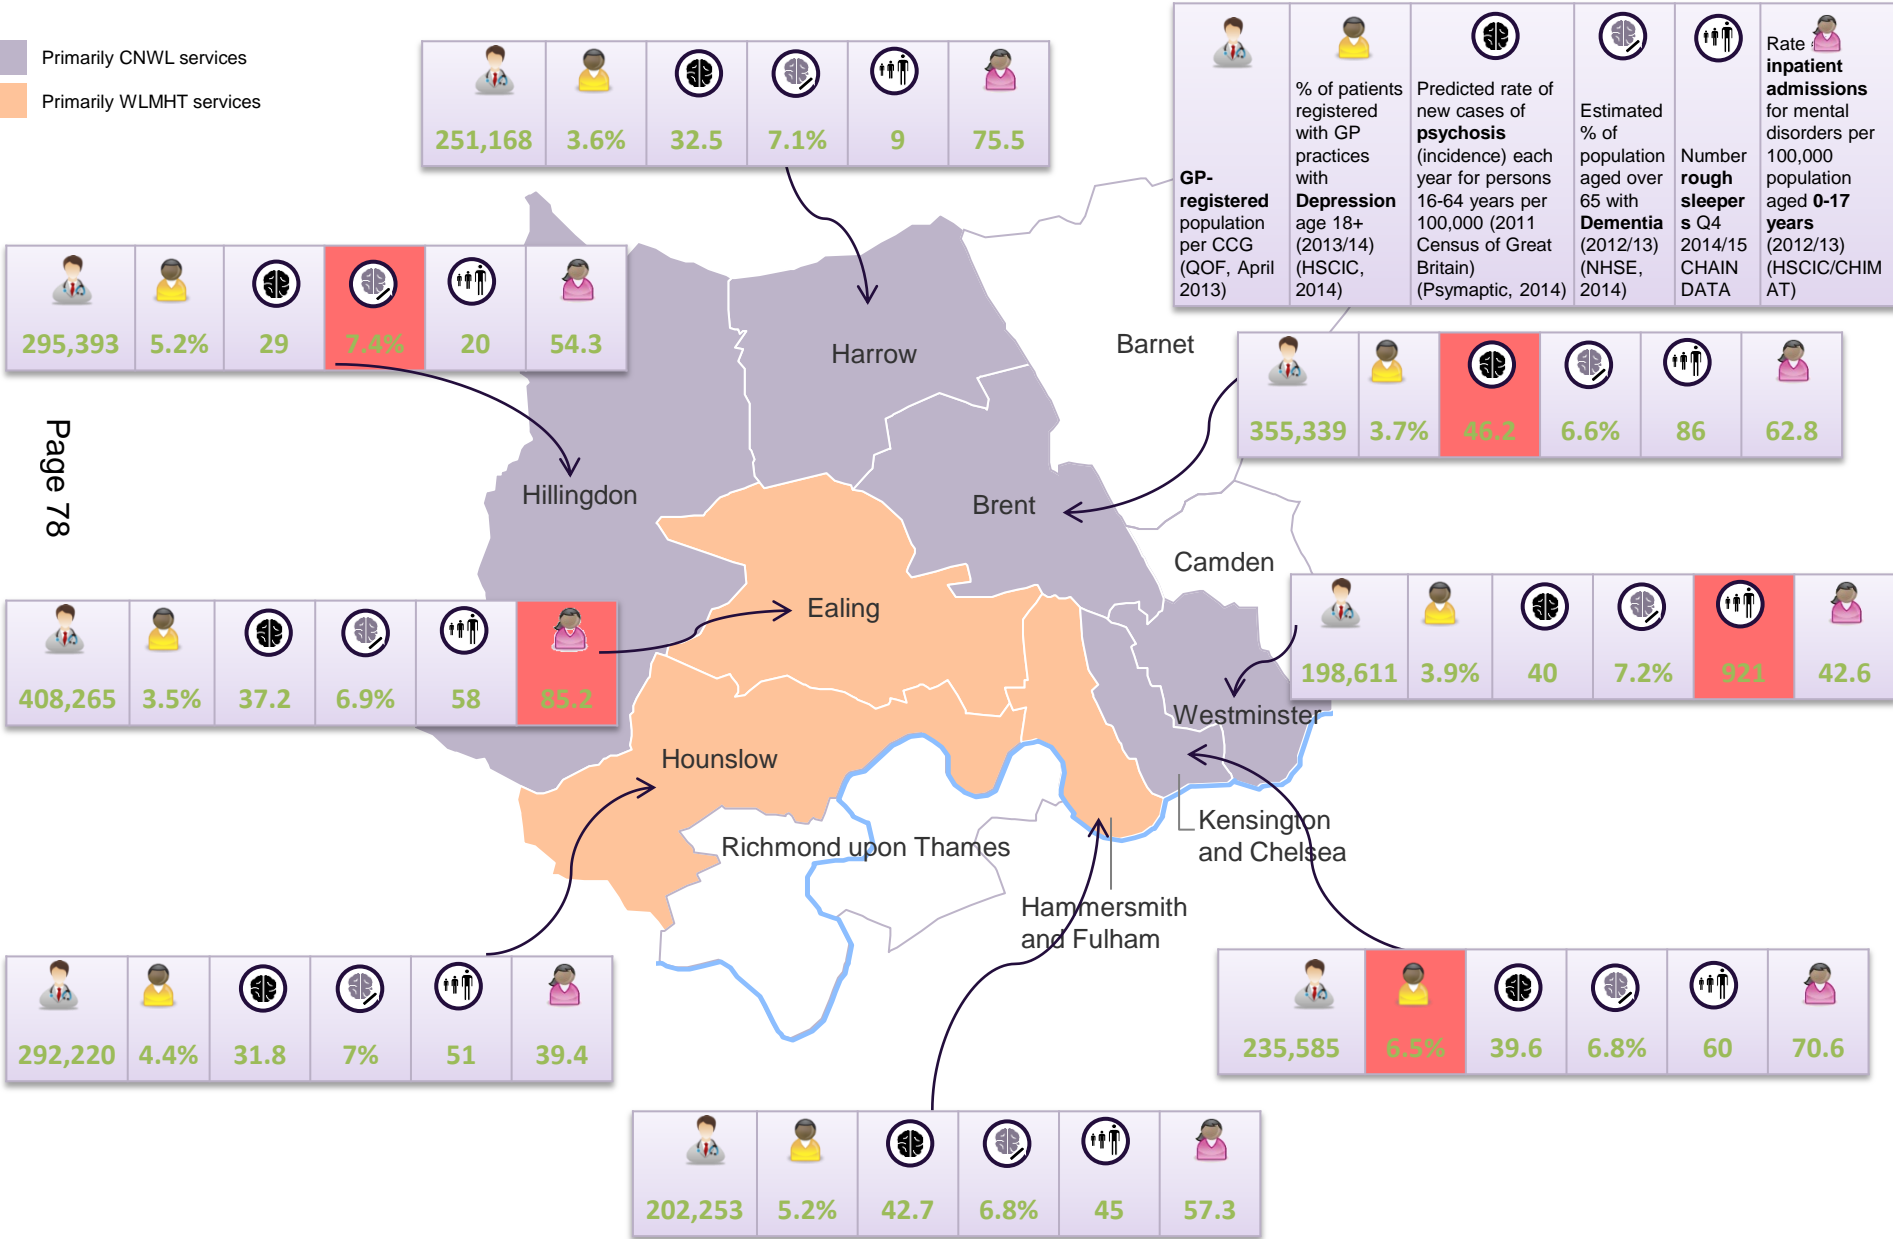 Primarily CNWL services
Primarily WLMHT services
251,168 3.6% 32.5 7.1% 9 75.5
GP-
registered
population
per CCG
(QOF, April
2013)
% of patients
registered
with GP
practices
with
Depression
age 18+
(2013/14)
(HSCIC,
2014)
Predicted rate of
new cases of
psychosis
(incidence) each
year for persons
16-64 years per
100,000 (2011
Census of Great
Britain)
(Psymaptic, 2014)
Estimated
% of
population
aged over
65 with
Dementia
(2012/13)
(NHSE,
2014)
Number
rough
sleeper
s Q4
2014/15
CHAIN
DATA
Rate
inpatient
admissions
for mental
disorders per
100,000
population
aged 0-17
years
(2012/13)
(HSCIC/CHIM
AT)
295,393 5.2% 29 7.4% 20 54.3
Harrow
Barnet
355,339 3.7% 46.2 6.6% 86 62.8
Page 78
Hillingdon
Brent
Camden
408,265 3.5% 37.2 6.9% 58 85.2
Ealing
198,611 3.9% 40 7.2% 921 42.6
Westminster
Hounslow
Kensington
and Chelsea
Richmond upon Thames
Hammersmith
and Fulham
292,220 4.4% 31.8 7% 51 39.4
235,585 6.5% 39.6 6.8% 60 70.6
202,253 5.2% 42.7 6.8% 45 57.3